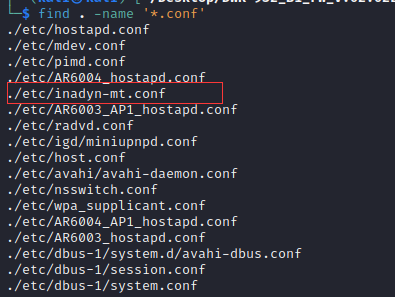 └─$ find . -name '*.conf'
./etc/hostapd.conf
./etc/mdev.conf
./etc/pimd.conf
./etc/AR6004_hostapd.conf
./etc/inadyn-mt.conf
./etc/AR6003_AP1_hostapd.conf
./etc/radvd.conf
./etc/igd/miniupnpd.conf
./etc/host.conf
./etc/avahi/avahi-daemon.conf
./etc/nsswitch.conf
./etc/wpa_supplicant.conf
./etc/AR6004_AP1_hostapd.conf
./etc/AR6003_hostapd.conf
./etc/dbus-1/system.d/avahi-dbus.conf
./etc/dbus-1/session.conf
./etc/dbus-1/system.conf